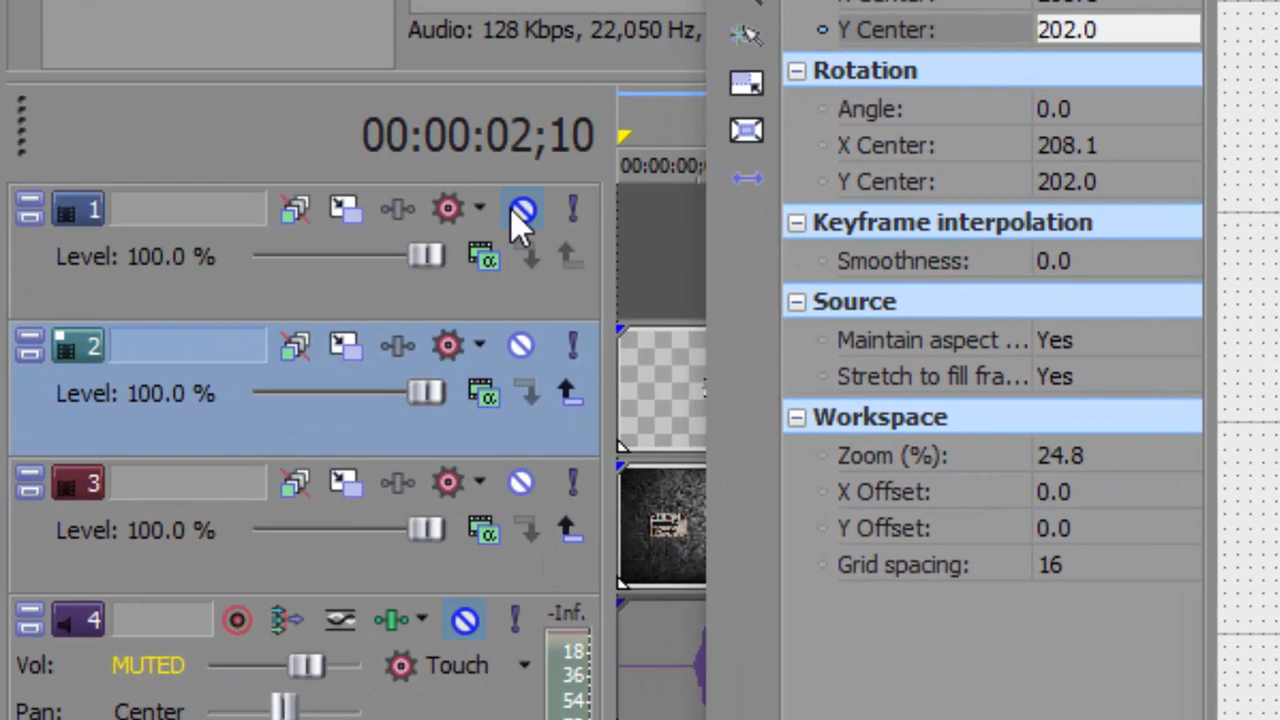 Audio: 128 Kbps, 22,050 Hz,
Y Center: 202.0
Rotation
Angle: 0.0
X Center: 208.1
Y Center: 202.0
Keyframe interpolation
Smoothness: 0.0
Source
Maintain aspect ... Yes
Stretch to fill fra... Yes
Workspace
Zoom (%): 24.8
X Offset: 0.0
Y Offset: 0.0
Grid spacing: 16
00:00:02;10
00:00:00;
1
Level: 100.0 %
2
Level: 100.0 %
3
Level: 100.0 %
4
-Inf.
Vol: MUTED Touch
18
36
54
Pan: Center